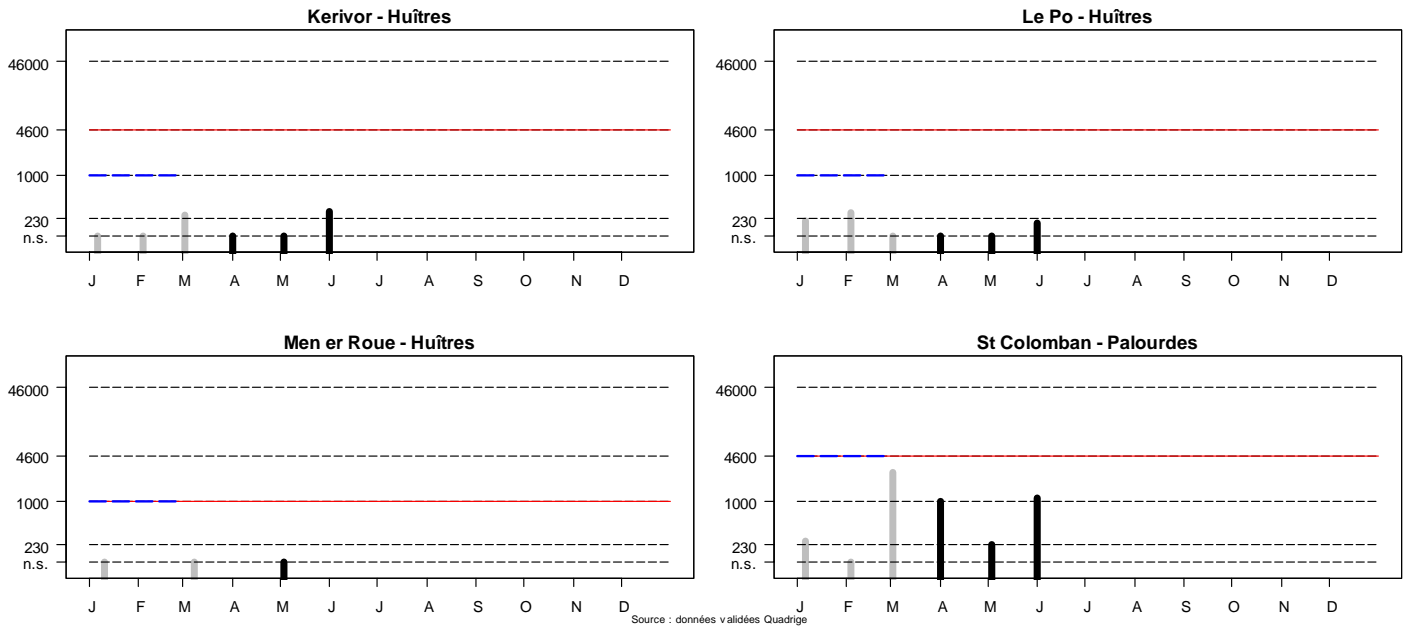 Kerivor - Huîtres
46000
4600
1000
230
n.s.
J F M A M J J A S O N D
Le Po - Huîtres
46000
4600
1000
230
n.s.
J F M A M J J A S O N D
Men er Roue - Huîtres
46000
4600
1000
230
n.s.
J F M A M J J A S O N D
St Colomban - Palourdes
46000
4600
1000
230
n.s.
J F M A M J J A S O N D
Source : données validées Quadrige